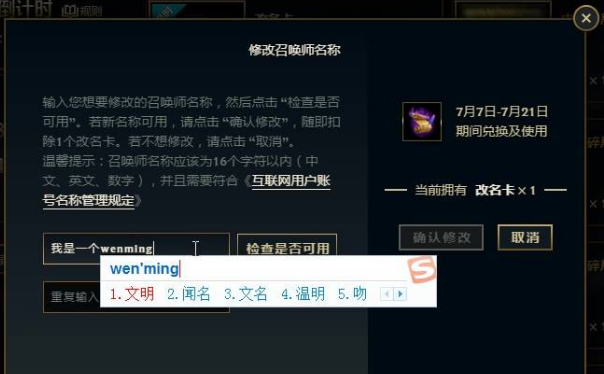 倒计时 规则
改名卡
修改召唤师名称
输入您想要修改的召唤师名称，然后点击“检查是否
可用”。若新名称可用，请点击“确认修改”，随即扣
除1个改名卡。若不想修改，请点击“取消”。
温馨提示：召唤师名称应该为16个字符以内（中
文、英文、数字），并且需要符合《互联网用户账
号名称管理规定》
7月7日-7月21日
期间兑换及使用
当前拥有 改名卡×1
我是一个wenming
检查是否可用
确认修改
取消
wen'ming
重复输入
1.文明 2.闻名 3.文名 4.温明 5.吻